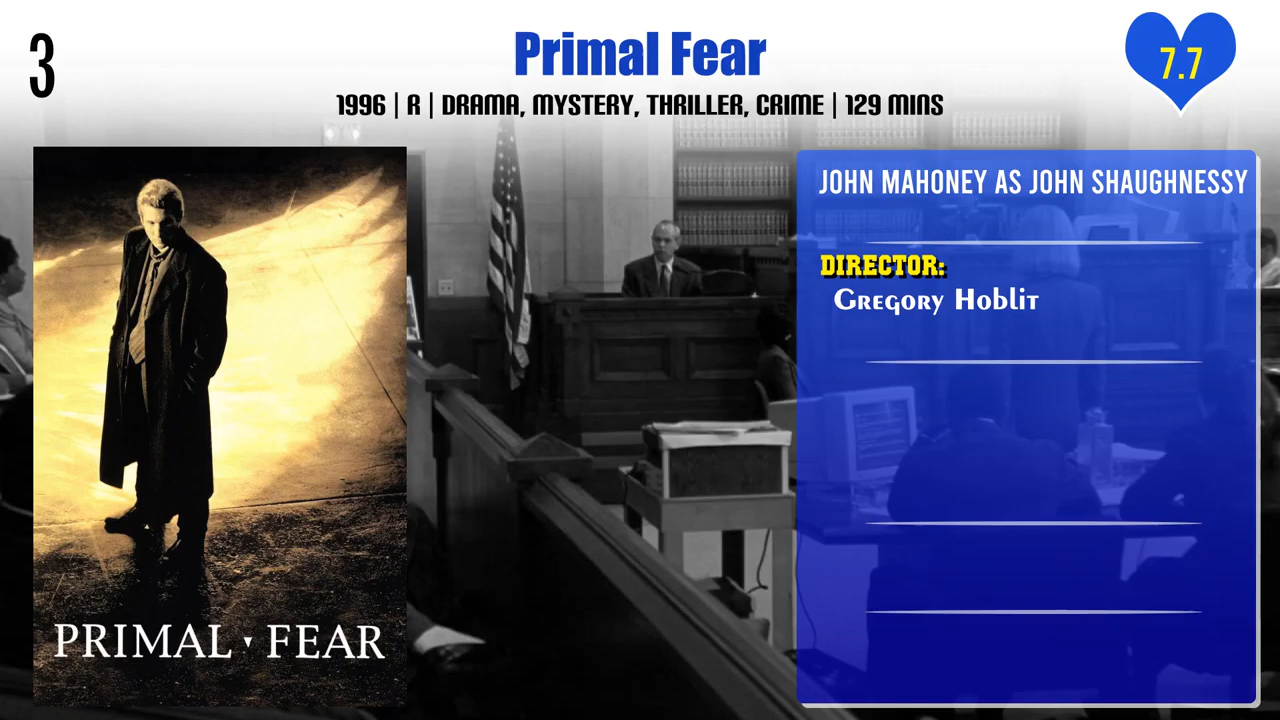 3
Primal Fear
7.7
1996 | R | DRAMA, MYSTERY, THRILLER, CRIME | 129 MINS
JOHN MAHONEY AS JOHN SHAUGHNESSY
DIRECTOR:
Gregory Hoblit
PRIMAL ▾ FEAR